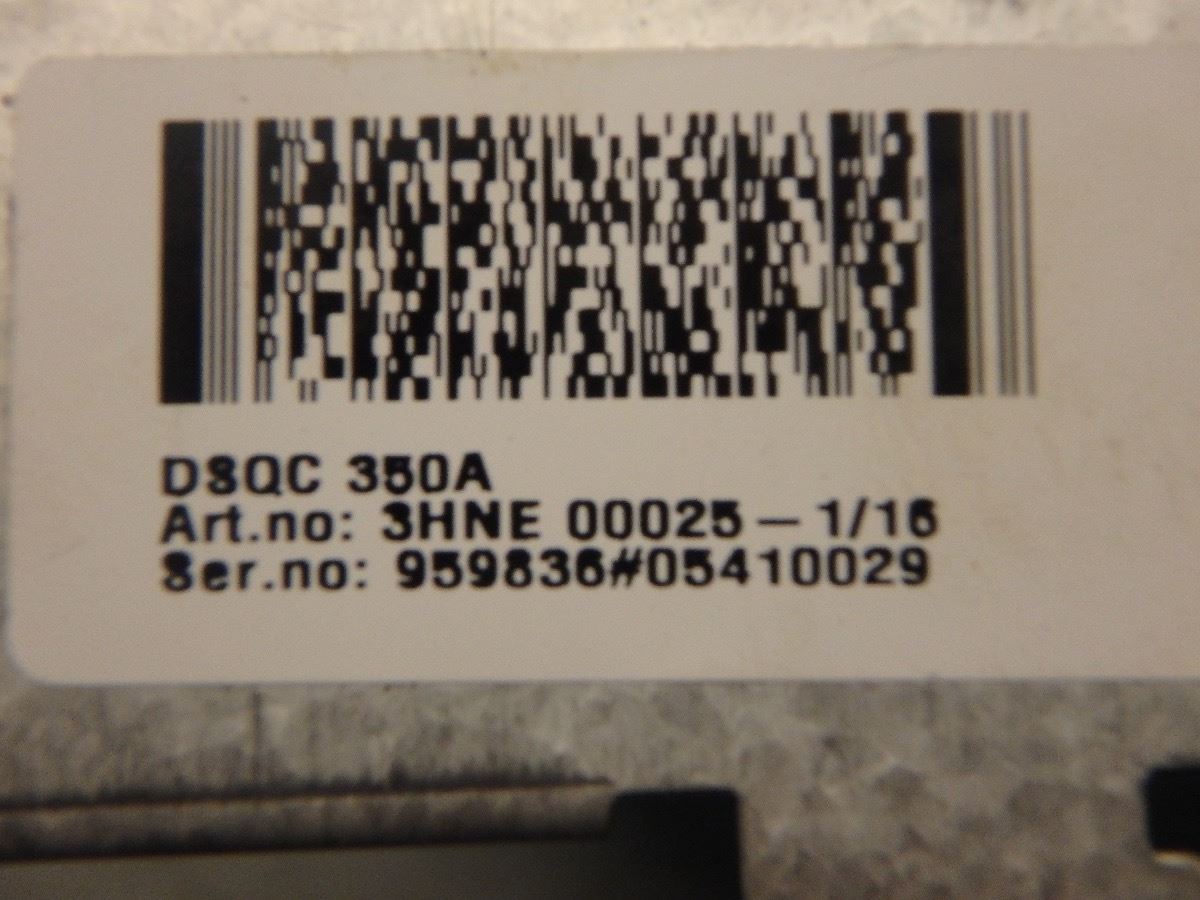 DSQC 350A
Art.no: 3HNE 00025 – 1/16
Ser.no: 959836#05410029